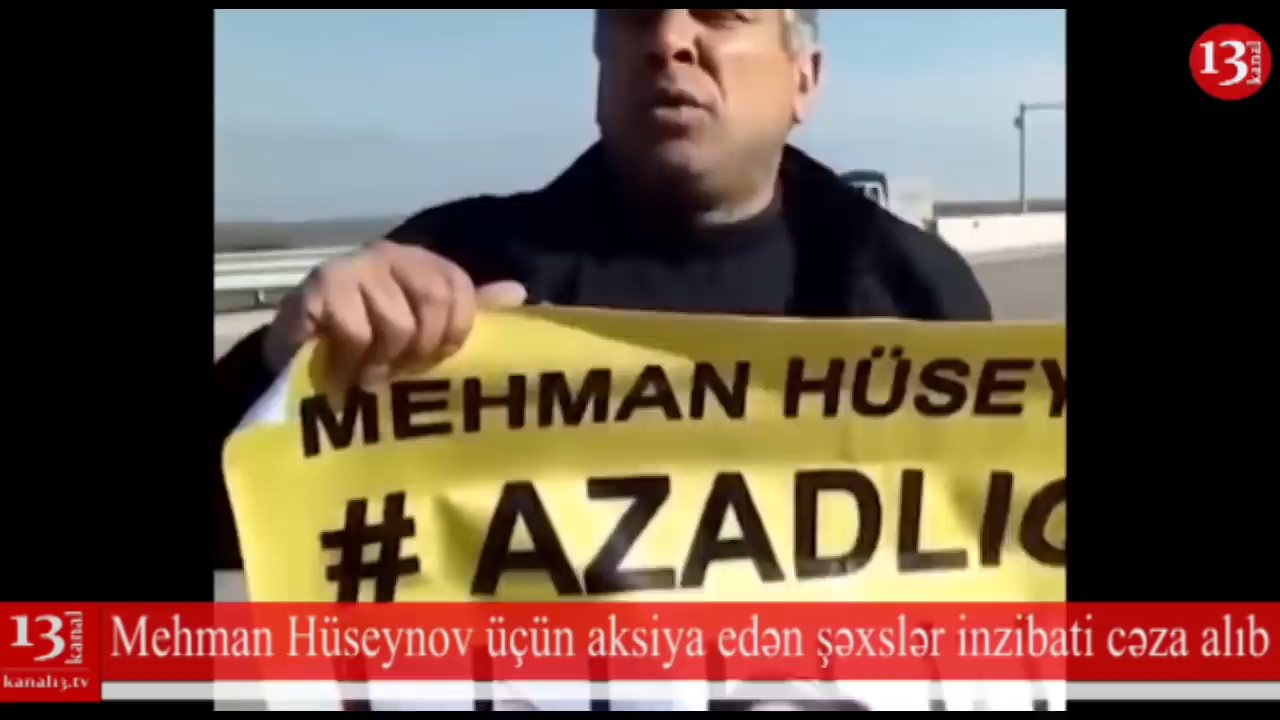 13 kanal
MEHMAN HÜSEY
# AZADLIQ
13 kanal
kanal13.tv
Mehman Hüseynov üçün aksiya edən şəxslər inzibati cəza alıb